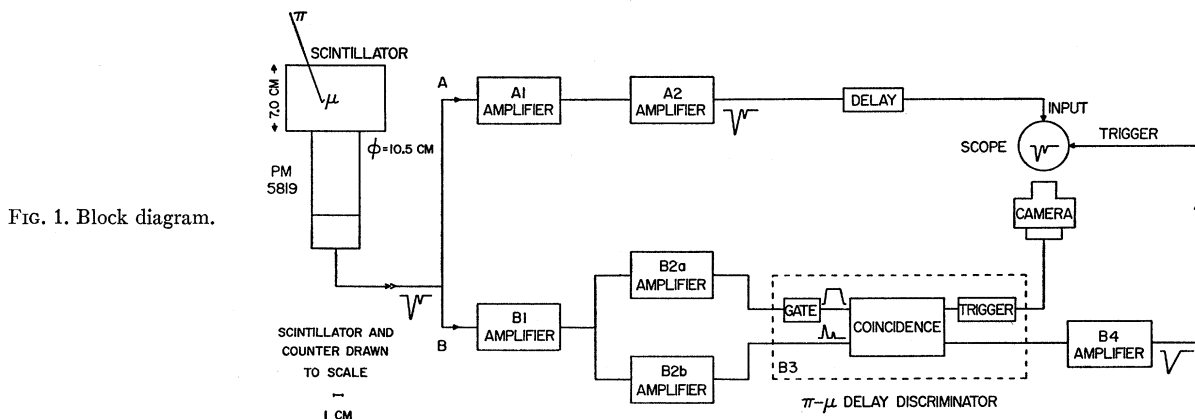 FIG. 1. Block diagram.
π
SCINTILLATOR
7.0 CM
μ
ϕ=10.5 CM
PM
5819
SCINTILLATOR AND
COUNTER DRAWN
TO SCALE
1 CM
A
A1
AMPLIFIER
A2
AMPLIFIER
DELAY
INPUT
SCOPE
TRIGGER
CAMERA
B
B1
AMPLIFIER
B2a
AMPLIFIER
B2b
AMPLIFIER
GATE
COINCIDENCE
TRIGGER
B3
B4
AMPLIFIER
π-μ DELAY DISCRIMINATOR